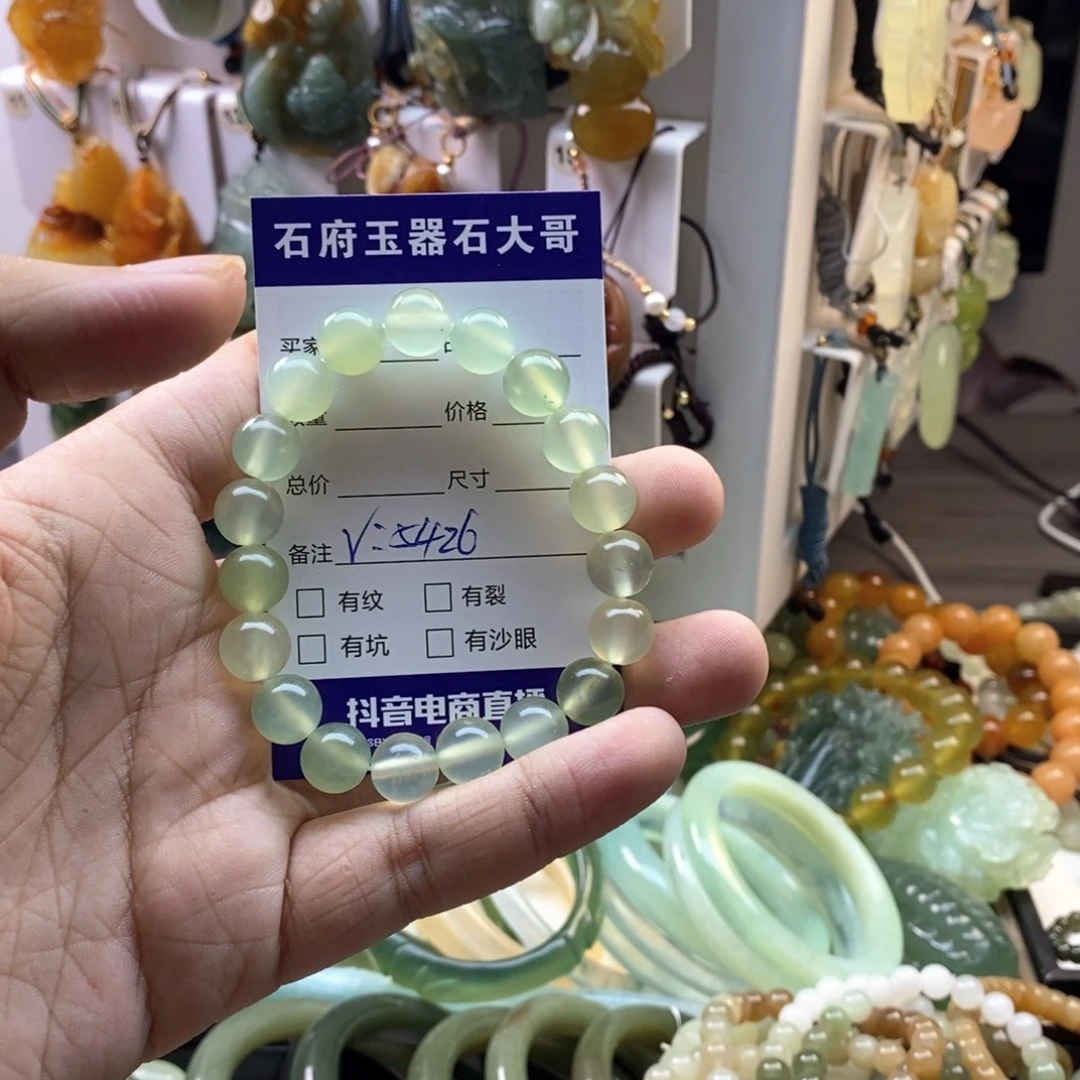 石府玉器石大哥
买家
价格
总价 尺寸
备注 V:5426
有纹 有裂
有坑 有沙眼
抖音电商直播